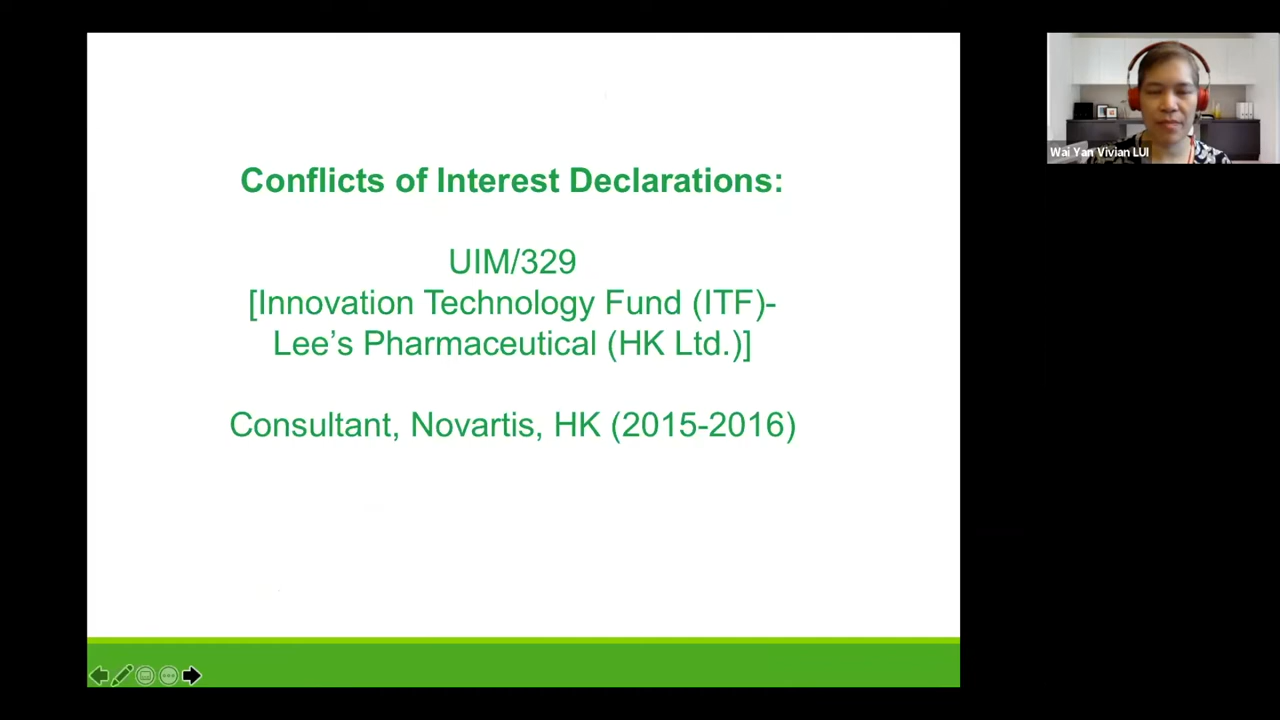 Conflicts of Interest Declarations:
UIM/329
[Innovation Technology Fund (ITF)-
Lee’s Pharmaceutical (HK Ltd.)]
Consultant, Novartis, HK (2015-2016)
Wai Yan Vivian LUI